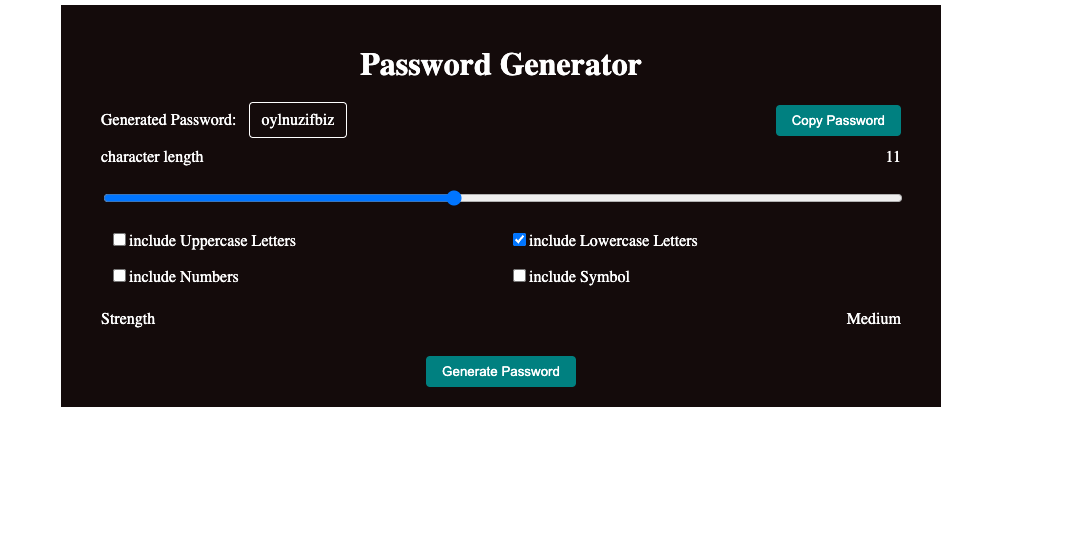 Password Generator
Generated Password: oylnuzifbiz Copy Password
character length 11
include Uppercase Letters include Lowercase Letters
include Numbers include Symbol
Strength Medium
Generate Password